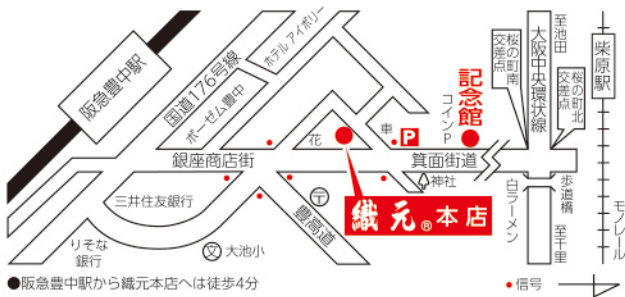 阪急豊中駅
国道176号線
ボーゼム豊中
ホテル アイボリー
銀座商店街
三井住友銀行
りそな
銀行
文
大池小
〒
豊高道
花
車
P
コインP
記念館
箕面街道
神社
織元®本店
桜の町南
交差点
大阪中央環状線
至池田
桜の町北
交差点
柴原駅
白ラーメン
歩道橋
至千里
モノレール
●阪急豊中駅から織元本店へは徒歩4分
●信号